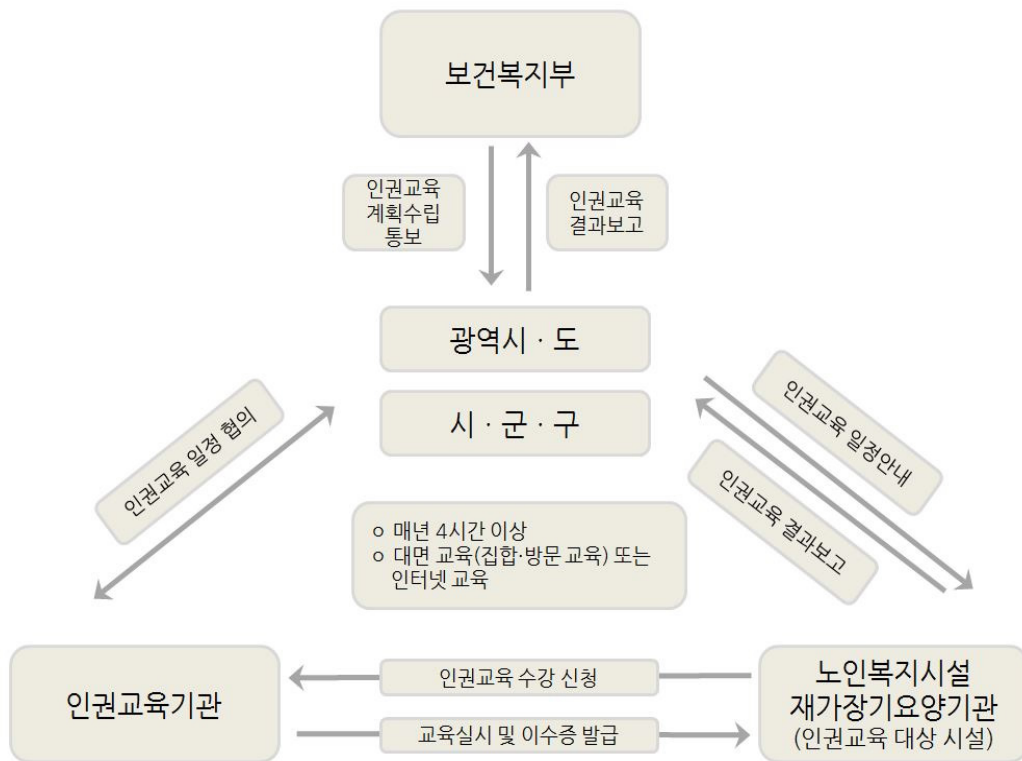 보건복지부
인권교육
계획수립
통보
인권교육
결과보고
광역시 · 도
시 · 군 · 구
인권교육 일정 협의
인권교육 일정안내
인권교육 결과보고
ㅇ 매년 4시간 이상
ㅇ 대면 교육(집합·방문 교육) 또는
인터넷 교육
인권교육기관
인권교육 수강 신청
교육실시 및 이수증 발급
노인복지시설
재가장기요양기관
(인권교육 대상 시설)